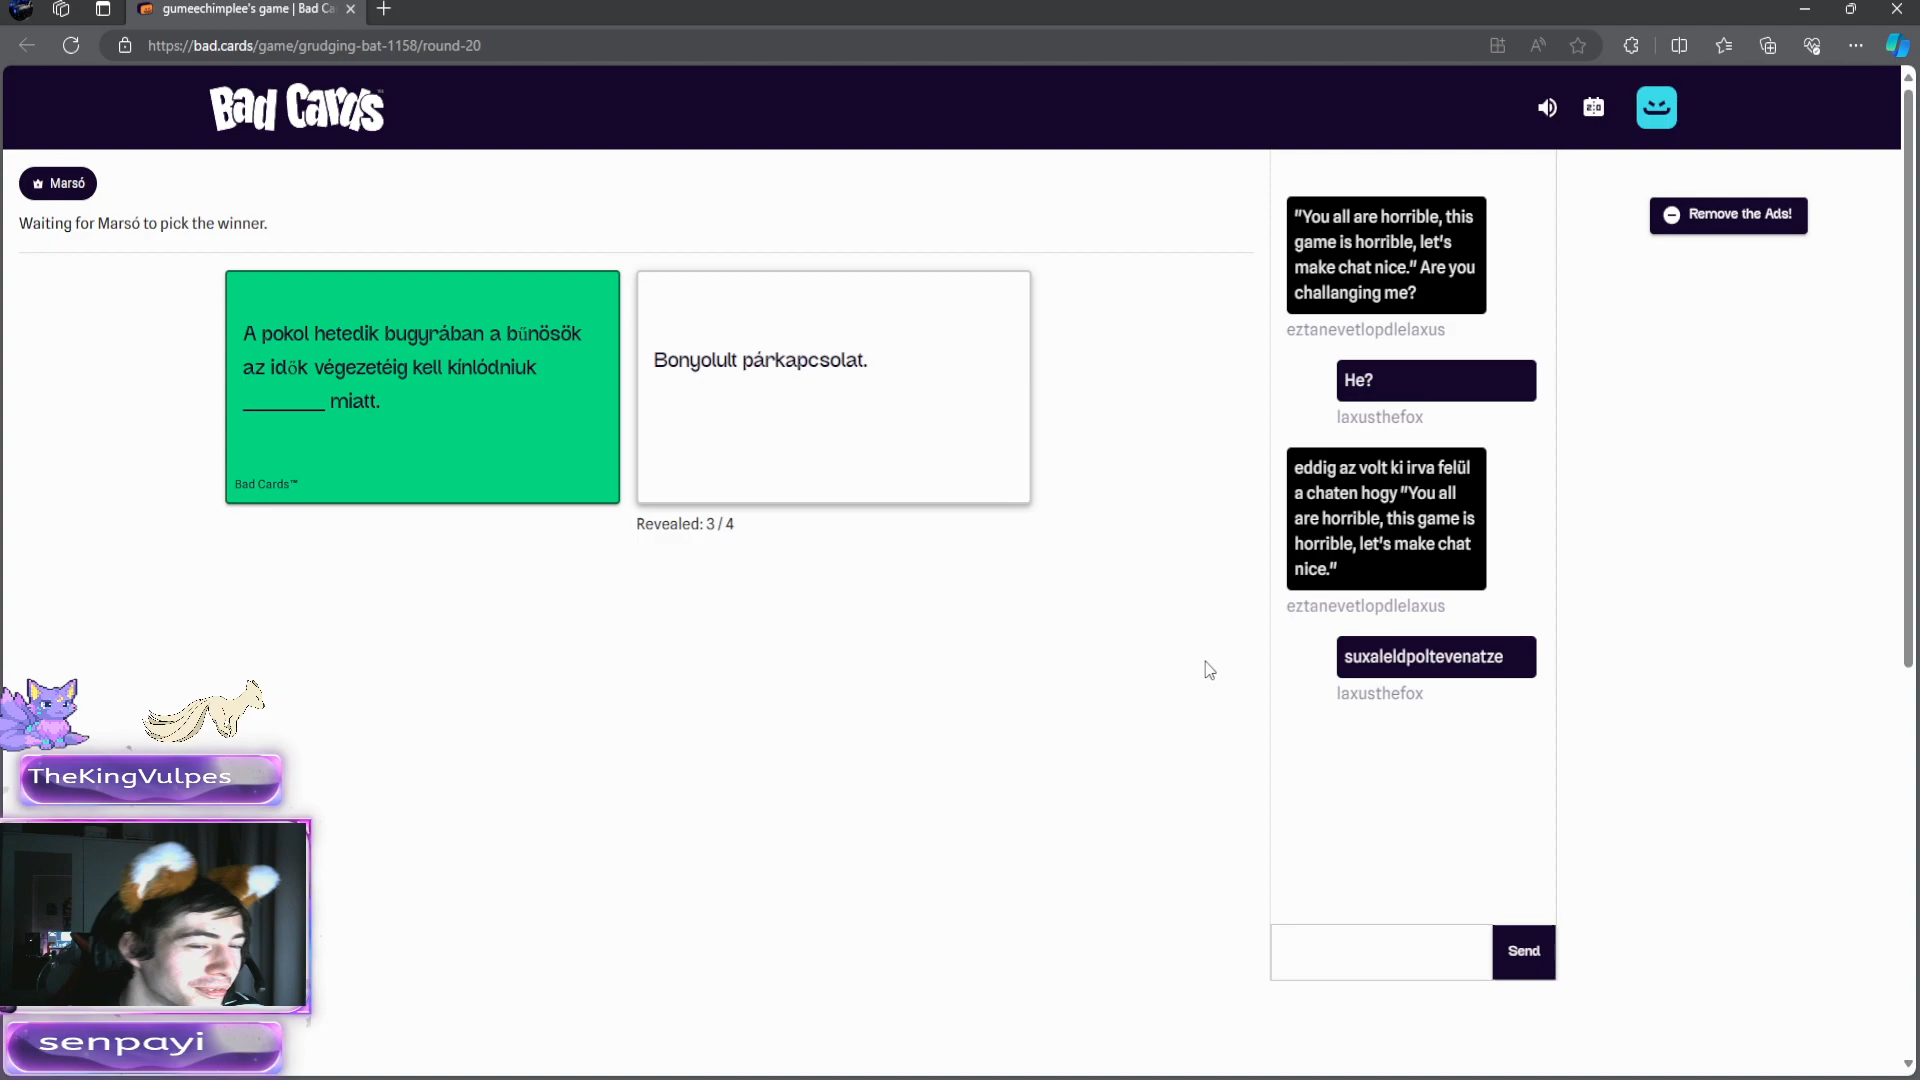 gumeechimplee's game | Bad Ca
https://bad.cards/game/grudging-bat-1158/round-20
Bad Cards
Marsó
Waiting for Marsó to pick the winner.
A pokol hetedik bugyrában a bűnösök
az idők végezetéig kell kínlódniuk
________ miatt.
Bad Cards™
Bonyolult párkapcsolat.
Revealed: 3 / 4
"You all are horrible, this
game is horrible, let's
make chat nice." Are you
challanging me?
eztanevetlopdlelaxus
He?
laxusthefox
eddig az volt ki irva felül
a chaten hogy "You all
are horrible, this game is
horrible, let's make chat
nice."
eztanevetlopdlelaxus
suxaleldpoltevenatze
laxusthefox
Send
Remove the Ads!
TheKingVulpes
senpayi